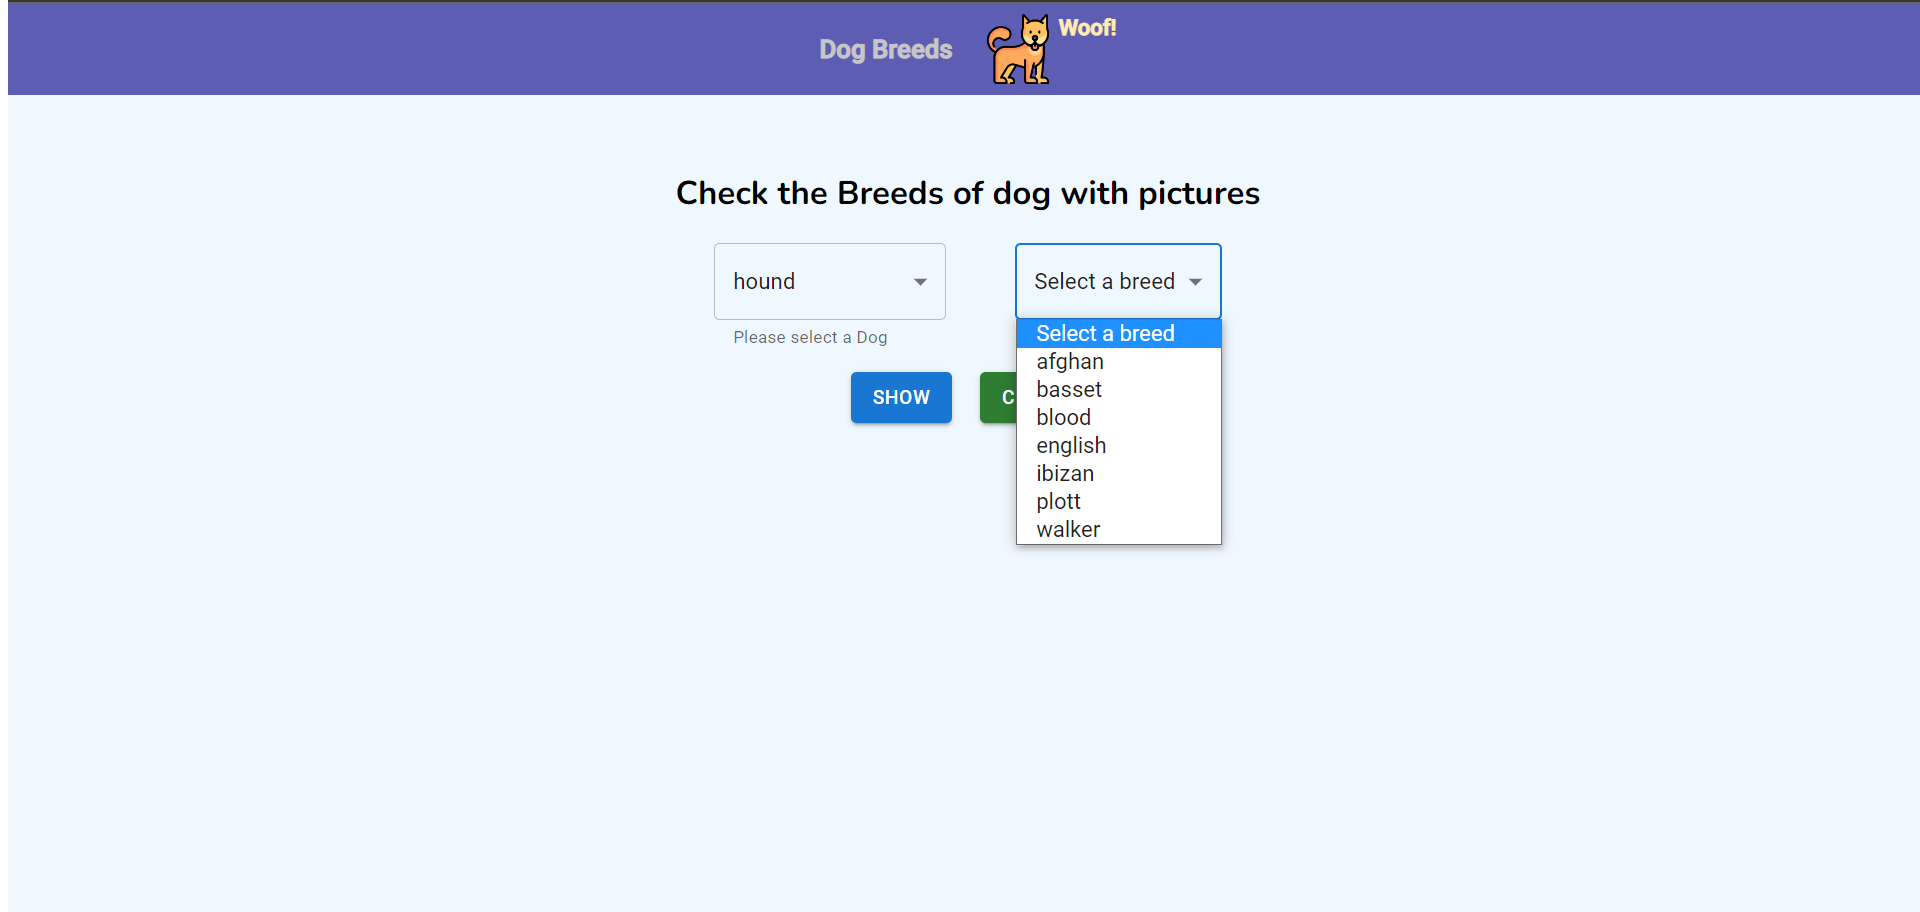 Dog Breeds
Woof!
Check the Breeds of dog with pictures
hound
Select a breed
Please select a Dog
Select a breed
afghan
basset
blood
english
ibizan
plott
walker
SHOW
C